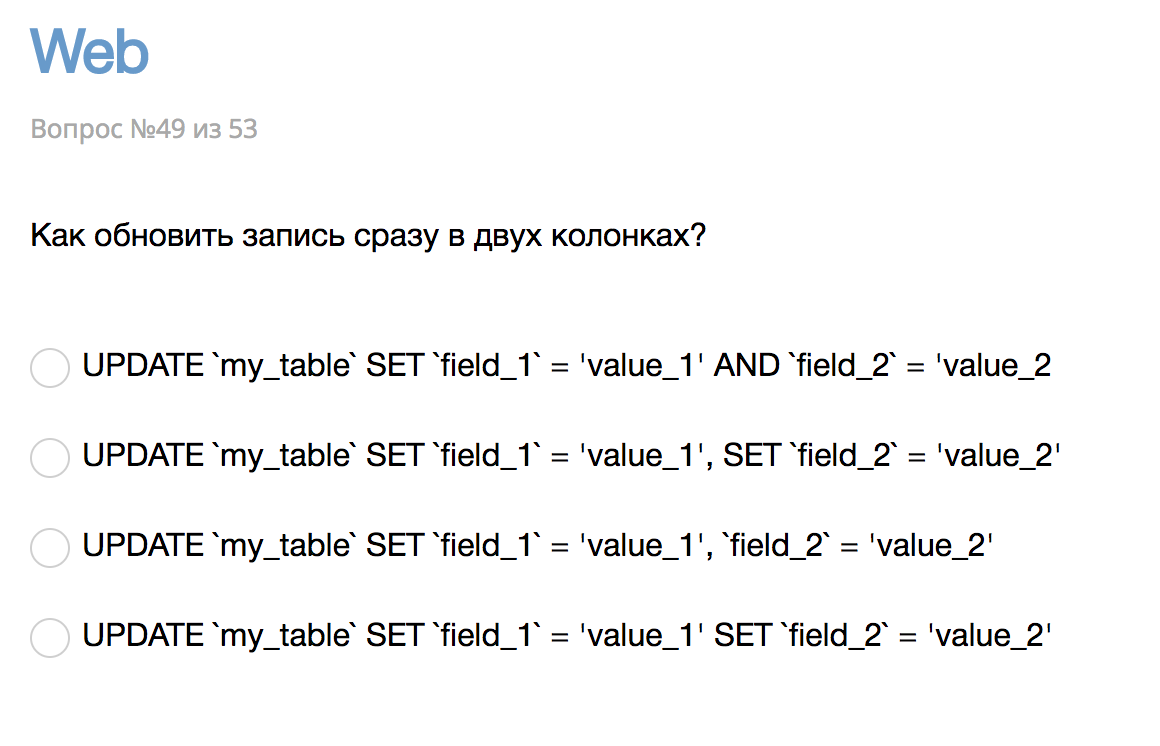 Web
Вопрос №49 из 53
Как обновить запись сразу в двух колонках?
UPDATE `my_table` SET `field_1` = 'value_1' AND `field_2` = 'value_2
UPDATE `my_table` SET `field_1` = 'value_1', SET `field_2` = 'value_2'
UPDATE `my_table` SET `field_1` = 'value_1', `field_2` = 'value_2'
UPDATE `my_table` SET `field_1` = 'value_1' SET `field_2` = 'value_2'